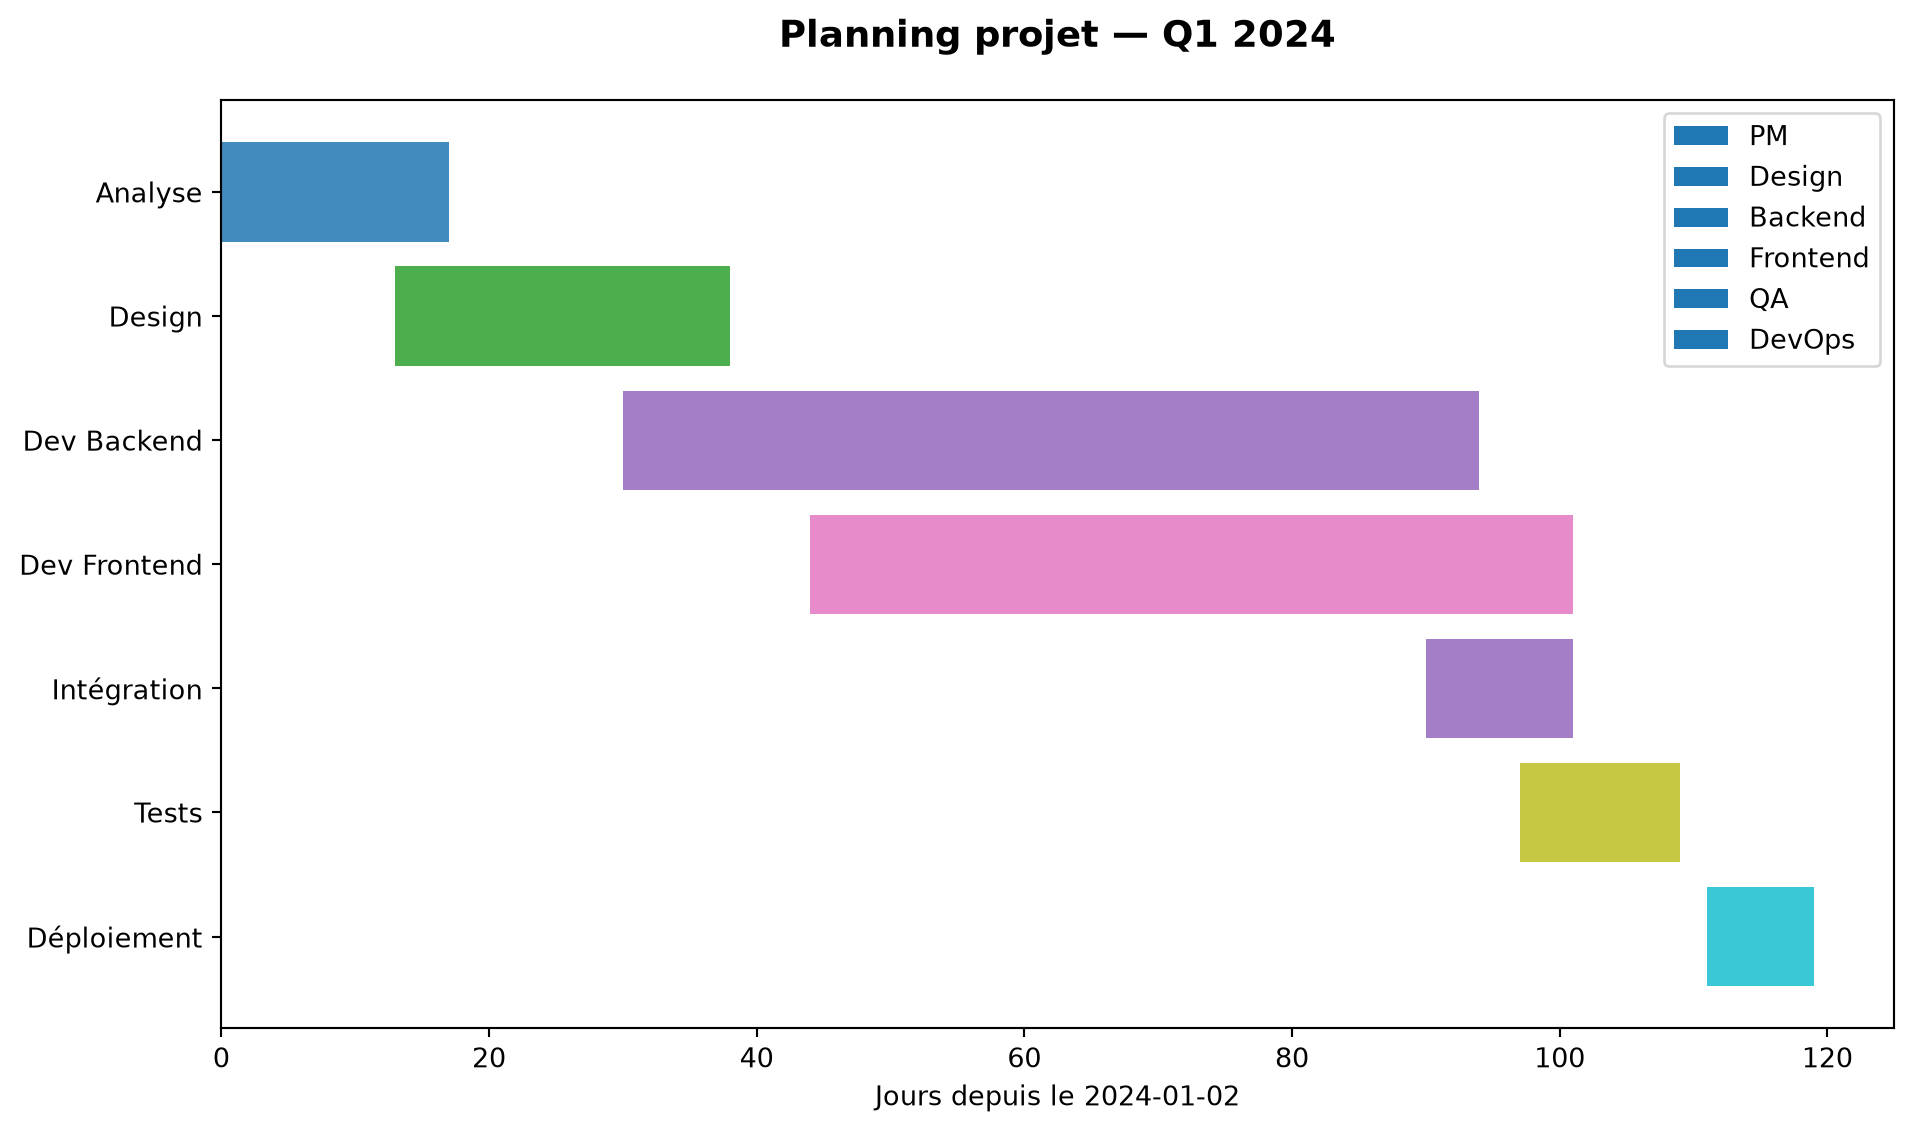 Planning projet — Q1 2024
PM
Design
Backend
Frontend
QA
DevOps
Analyse
Design
Dev Backend
Dev Frontend
Intégration
Tests
Déploiement
0 20 40 60 80 100 120
Jours depuis le 2024-01-02